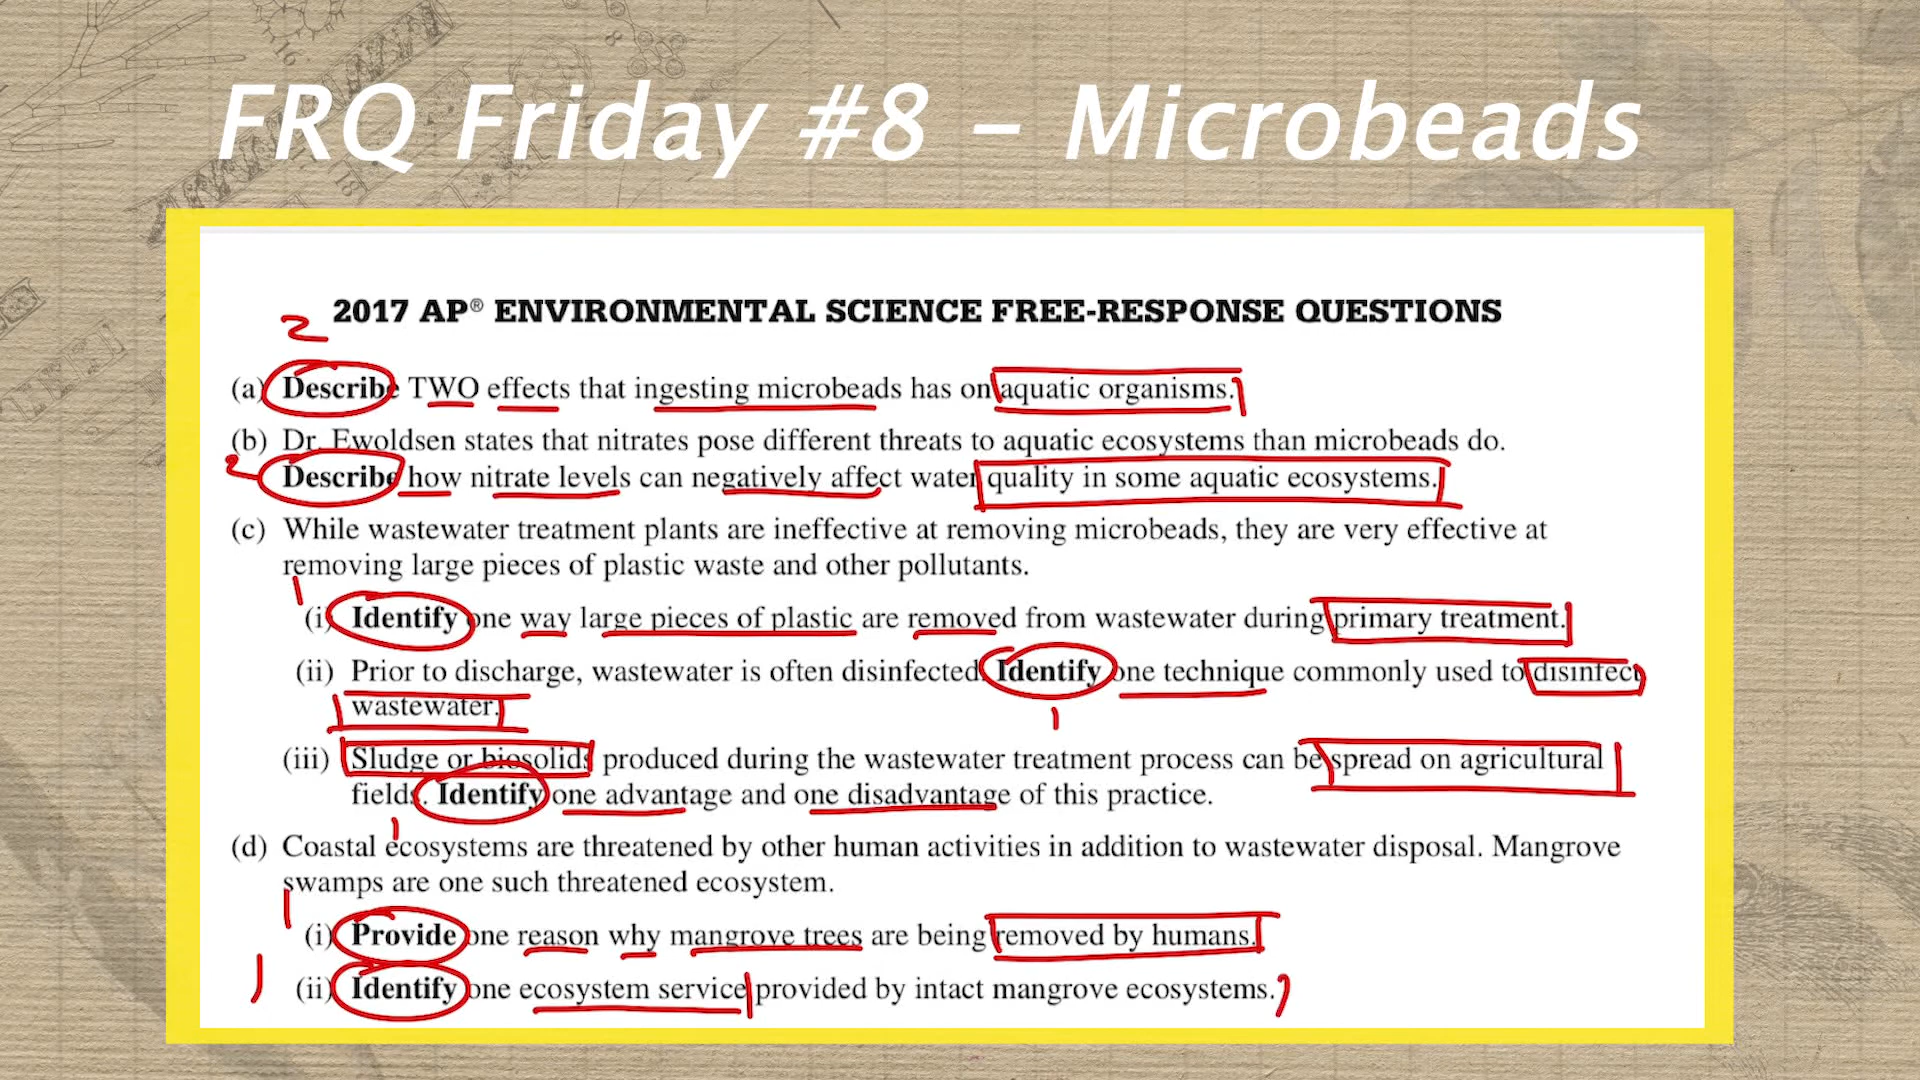 FRQ Friday #8 – Microbeads
2017 AP® ENVIRONMENTAL SCIENCE FREE-RESPONSE QUESTIONS
2
(a) Describe TWO effects that ingesting microbeads has on aquatic organisms.
(b) Dr. Ewoldsen states that nitrates pose different threats to aquatic ecosystems than microbeads do.
2
Describe how nitrate levels can negatively affect water quality in some aquatic ecosystems.
(c) While wastewater treatment plants are ineffective at removing microbeads, they are very effective at
removing large pieces of plastic waste and other pollutants.
1
(i) Identify one way large pieces of plastic are removed from wastewater during primary treatment.
(ii) Prior to discharge, wastewater is often disinfected. Identify one technique commonly used to disinfect
wastewater.
1
(iii) Sludge or biosolids produced during the wastewater treatment process can be spread on agricultural
fields. Identify one advantage and one disadvantage of this practice.
1
(d) Coastal ecosystems are threatened by other human activities in addition to wastewater disposal. Mangrove
swamps are one such threatened ecosystem.
1
(i) Provide one reason why mangrove trees are being removed by humans.
1
(ii) Identify one ecosystem service provided by intact mangrove ecosystems.